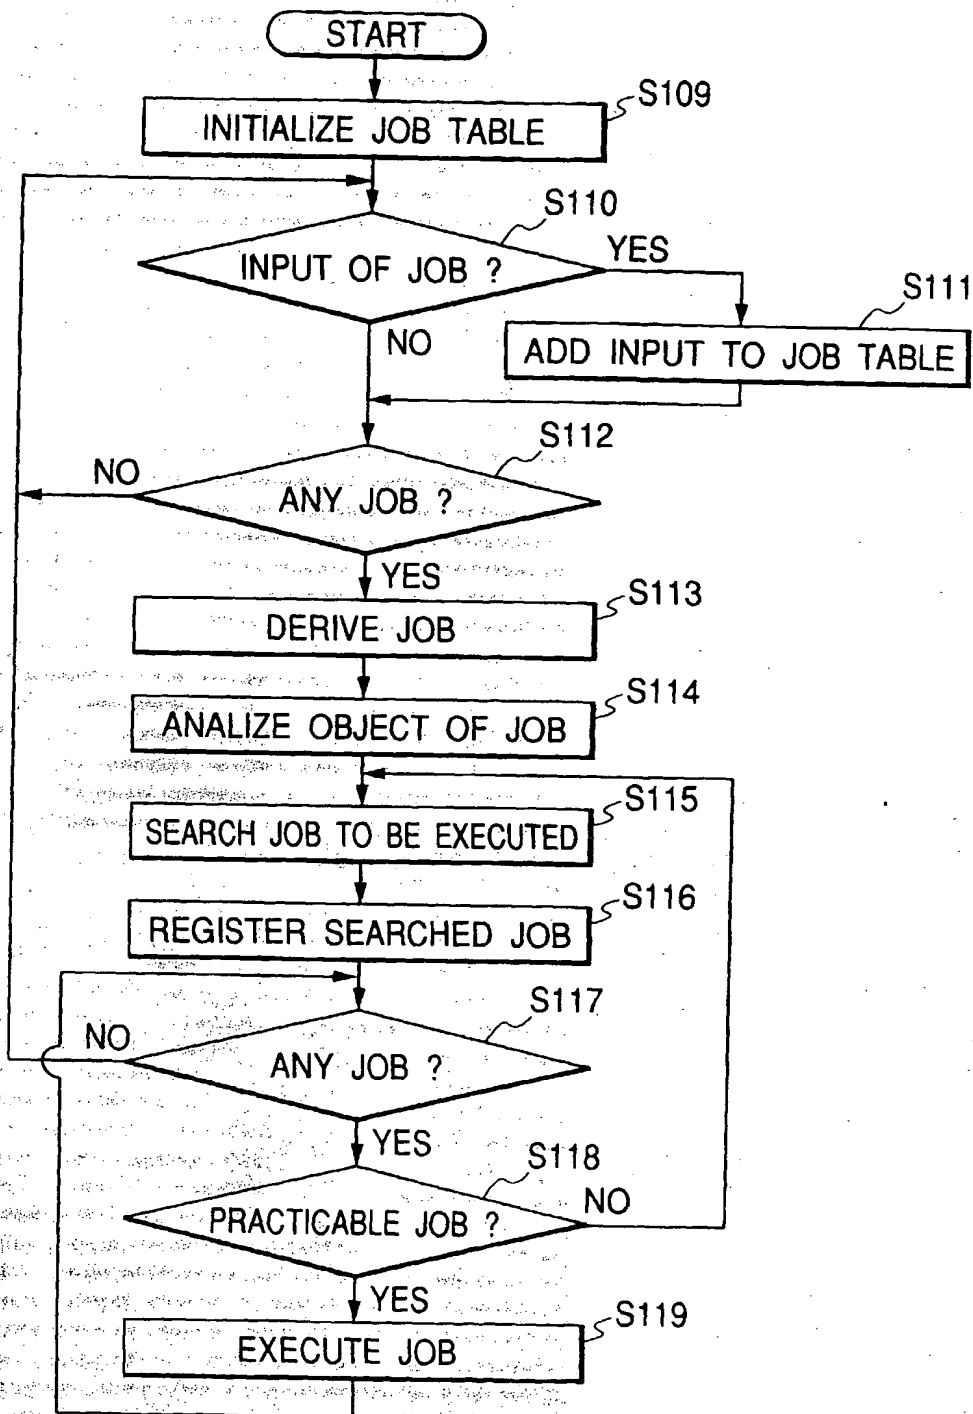 START
S109
INITIALIZE JOB TABLE
S110
INPUT OF JOB ?
YES
S111
NO
ADD INPUT TO JOB TABLE
S112
NO
ANY JOB ?
YES
S113
DERIVE JOB
S114
ANALIZE OBJECT OF JOB
S115
SEARCH JOB TO BE EXECUTED
S116
REGISTER SEARCHED JOB
S117
NO
ANY JOB ?
YES
S118
NO
PRACTICABLE JOB ?
YES
S119
EXECUTE JOB